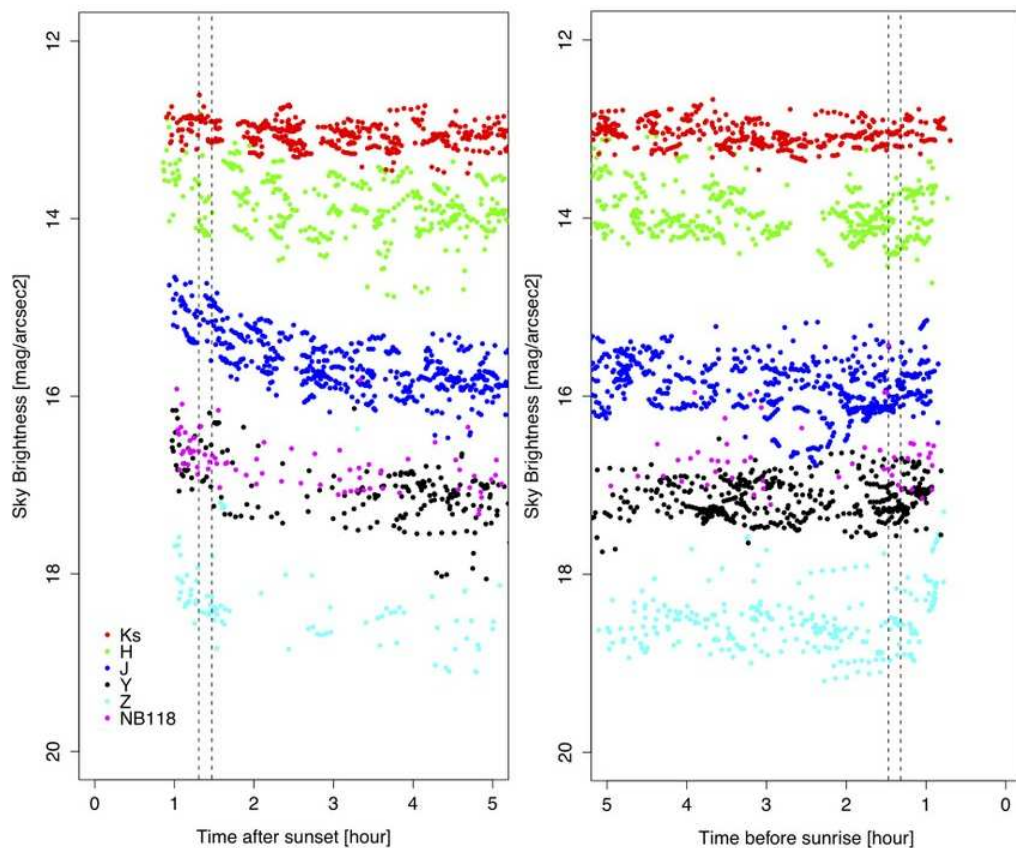 12
14
16
18
20
Sky Brightness [mag/arcsec2]
Ks
H
J
Y
Z
NB118
0 1 2 3 4 5
Time after sunset [hour]
12
14
16
18
20
Sky Brightness [mag/arcsec2]
5 4 3 2 1 0
Time before sunrise [hour]